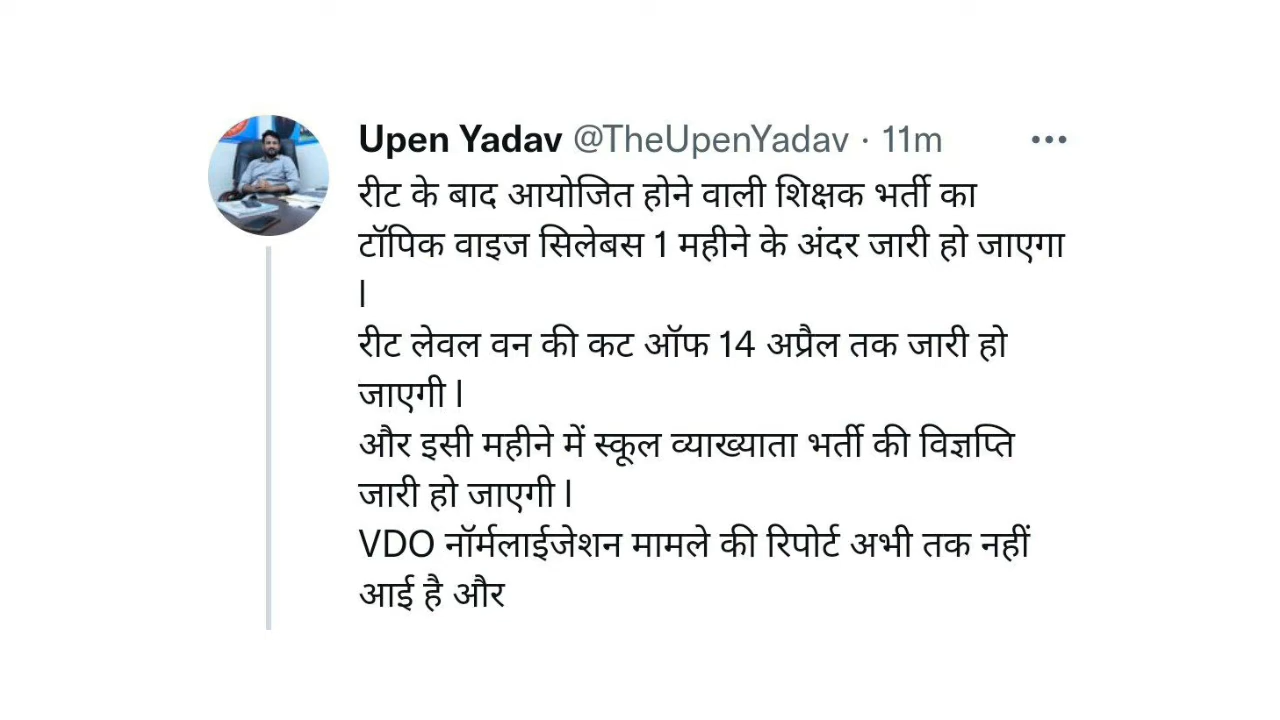 Upen Yadav @TheUpenYadav · 11m
रीट के बाद आयोजित होने वाली शिक्षक भर्ती का
टॉपिक वाइज सिलेबस 1 महीने के अंदर जारी हो जाएगा
।
रीट लेवल वन की कट ऑफ 14 अप्रैल तक जारी हो
जाएगी।
और इसी महीने में स्कूल व्याख्याता भर्ती की विज्ञप्ति
जारी हो जाएगी।
VDO नॉर्मलाईजेशन मामले की रिपोर्ट अभी तक नहीं
आई है और